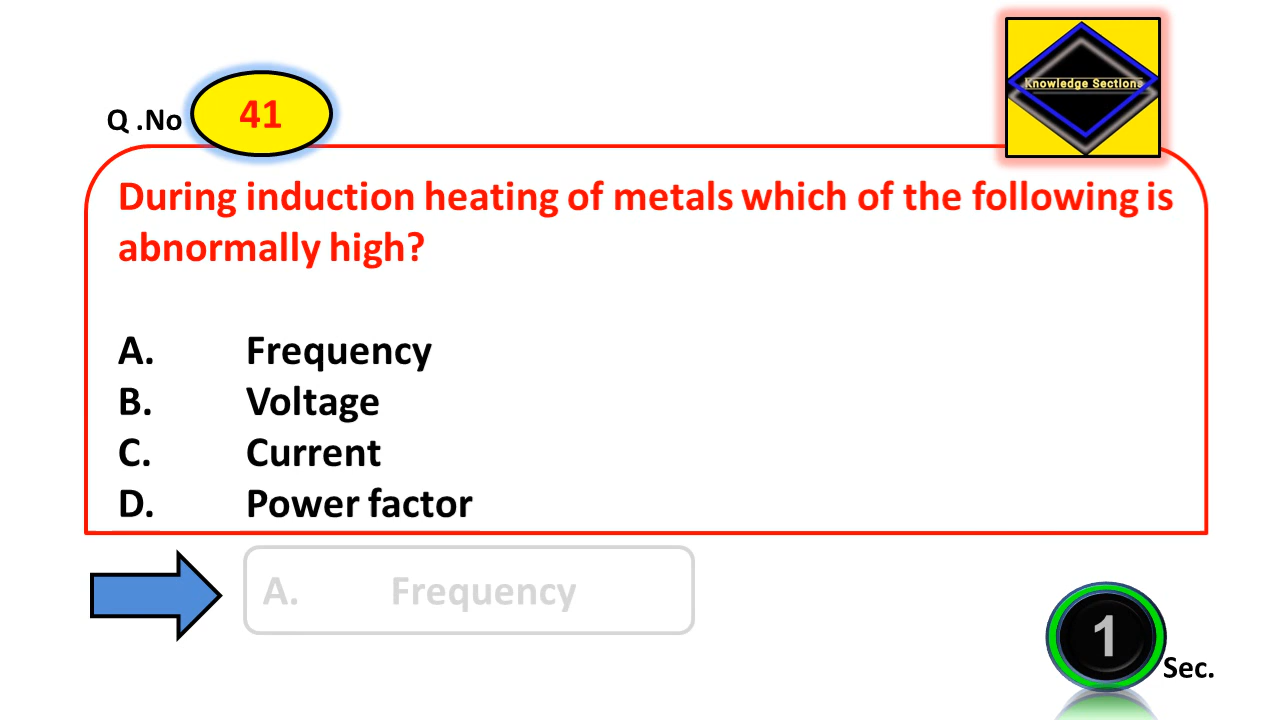 Knowledge Sections
Q .No 41
During induction heating of metals which of the following is
abnormally high?
A. Frequency
B. Voltage
C. Current
D. Power factor
A. Frequency
1
Sec.